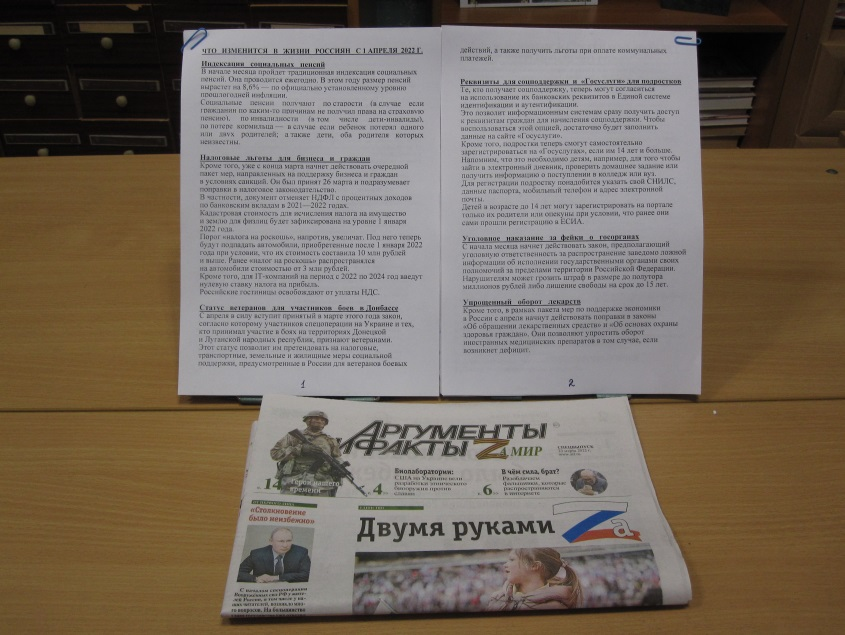 ЧТО ИЗМЕНИТСЯ В ЖИЗНИ РОССИЯН С 1 АПРЕЛЯ 2022 Г.
Индексация социальных пенсий
В начале месяца пройдет традиционная индексация социальных
пенсий. Она проводится ежегодно. В этом году размер пенсий
вырастет на 8,6% — по официально установленному уровню
прошлогодней инфляции.
Социальные пенсии получают по старости (в случае если
гражданин по каким-то причинам не получил права на страховую
пенсию), по инвалидности (в том числе дети-инвалиды),
по потере кормильца — в случае если ребенок потерял одного
или двух родителей; а также дети, оба родителя которых
неизвестны.
Налоговые льготы для бизнеса и граждан
Кроме того, уже с конца марта начнет действовать очередной
пакет мер, направленных на поддержку бизнеса и граждан
в условиях санкций. Он был принят 26 марта и подразумевает
поправки в налоговое законодательство.
В частности, документ отменяет НДФЛ с процентных доходов
по банковским вкладам в 2021—2022 годах.
Кадастровая стоимость для исчисления налога на имущество
и землю для физлиц будет зафиксирована на уровне 1 января
2022 года.
Порог «налога на роскошь», напротив, увеличат. Под него теперь
будут подпадать автомобили, приобретенные после 1 января 2022
года при условии, что их стоимость составила 10 млн рублей
и выше. Ранее «налог на роскошь» распространялся
на автомобили стоимостью от 3 млн рублей.
Кроме того, для IT-компаний на период с 2022 по 2024 год введут
нулевую ставку налога на прибыль.
Российские гостиницы освобождают от уплаты НДС.
Статус ветеранов для участников боев в Донбассе
С апреля в силу вступит принятый в марте этого года закон,
согласно которому участников спецоперации на Украине и тех,
кто принимал участие в боях на территориях Донецкой
и Луганской народных республик, признают ветеранами.
Этот статус позволит им претендовать на налоговые,
транспортные, земельные и жилищные меры социальной
поддержки, предусмотренные в России для ветеранов боевых
1
действий, а также получить льготы при оплате коммунальных
платежей.
Реквизиты для соцподдержки и «Госуслуги» для подростков
Те, кто получает соцподдержку, теперь могут согласиться
на использование их банковских реквизитов в Единой системе
идентификации и аутентификации.
Это позволит информационным системам сразу получить доступ
к реквизитам граждан для начисления соцподдержки. Чтобы
воспользоваться этой опцией, достаточно будет заполнить
данные на сайте «Госуслуги».
Кроме того, подростки теперь смогут самостоятельно
зарегистрироваться на «Госуслугах», если им 14 лет и больше.
Напомним, что это необходимо детям, например, для того чтобы
зайти в электронный дневник, проверить домашнее задание или
получить информацию о поступлении в колледж или вуз.
Для регистрации подростку понадобится указать свой СНИЛС,
данные паспорта, мобильный телефон и адрес электронной
почты.
Детей в возрасте до 14 лет могут зарегистрировать на портале
только их родители или опекуны при условии, что ранее они
сами прошли регистрацию в ЕСИА.
Уголовное наказание за фейки о госорганах
С начала месяца начнет действовать закон, предполагающий
уголовную ответственность за распространение заведомо ложной
информации об исполнении государственными органами своих
полномочий за пределами территории Российской Федерации.
Нарушителям может грозить штраф в размере до полутора
миллионов рублей либо лишение свободы на срок до 15 лет.
Упрощенный оборот лекарств
Кроме того, в рамках пакета мер по поддержке экономики
в России с апреля начнут действовать поправки в законы
«Об обращении лекарственных средств» и «Об основах охраны
здоровья граждан». Они позволяют упростить оборот
иностранных медицинских препаратов в том случае, если
возникнет дефицит.
2
АРГУМЕНТЫ
И ФАКТЫ ZА МИР
СПЕЦВЫПУСК
14 Герои нашего
времени
4 Биолаборатории:
США на Украине вели
разработки этнического
биооружия против
славян
6 В чём сила, брат?
Разоблачаем
фальшивки, которые
распространяются
в интернете
«Столкновение
было неизбежно»
Двумя руками Zа
С началом спецоперации